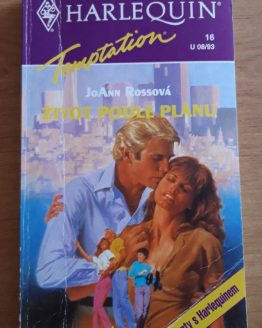 HARLEQUIN
Temptation
16
U 08/93
JoAnn Rossová
ŽIVOT PODLE PLÁNU
s Harlequinem